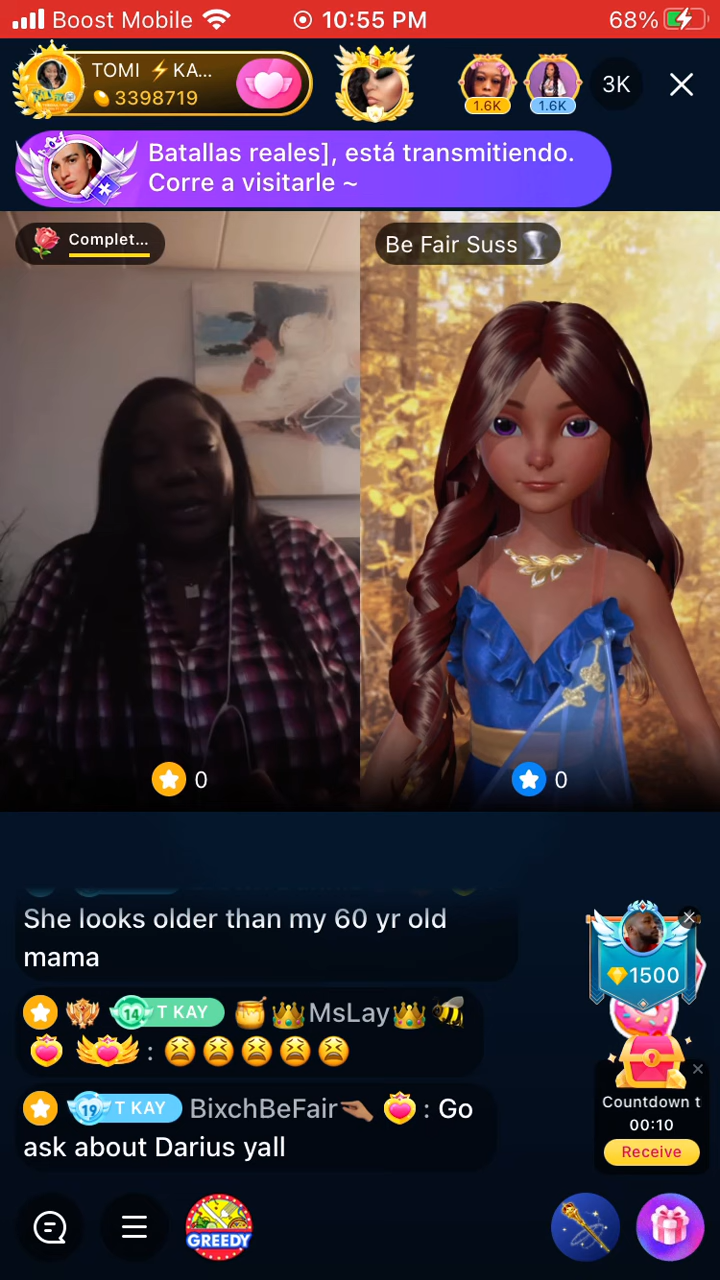 Boost Mobile 10:55 PM 68%
TOMI ⚡KA...
3398719
1.6K 1.6K 3K
Batallas reales], está transmitiendo.
Corre a visitarle ~
Complet...
Be Fair Suss
0 0
She looks older than my 60 yr old
mama
14 T KAY 🍯👑MsLay👑🐝
: 😫😫😫😫😫
19 T KAY BixchBeFair🤏🏽 : Go
ask about Darius yall
1500
Countdown t
00:10
Receive
GREEDY